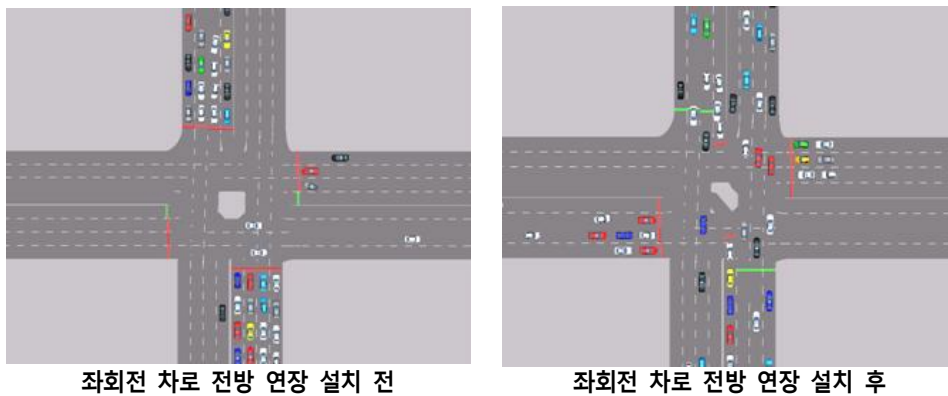 좌회전 차로 전방 연장 설치 전
좌회전 차로 전방 연장 설치 후